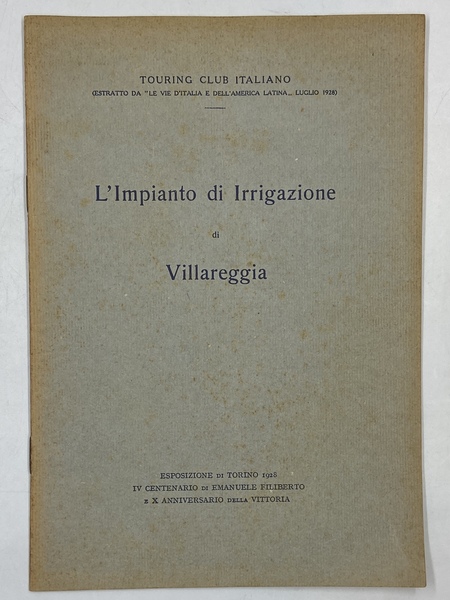 TOURING CLUB ITALIANO
(ESTRATTO DA "LE VIE D'ITALIA E DELL'AMERICA LATINA„ LUGLIO 1928)
L'Impianto di Irrigazione
di
Villareggia
ESPOSIZIONE DI TORINO 1928
IV CENTENARIO DI EMANUELE FILIBERTO
E X ANNIVERSARIO DELLA VITTORIA